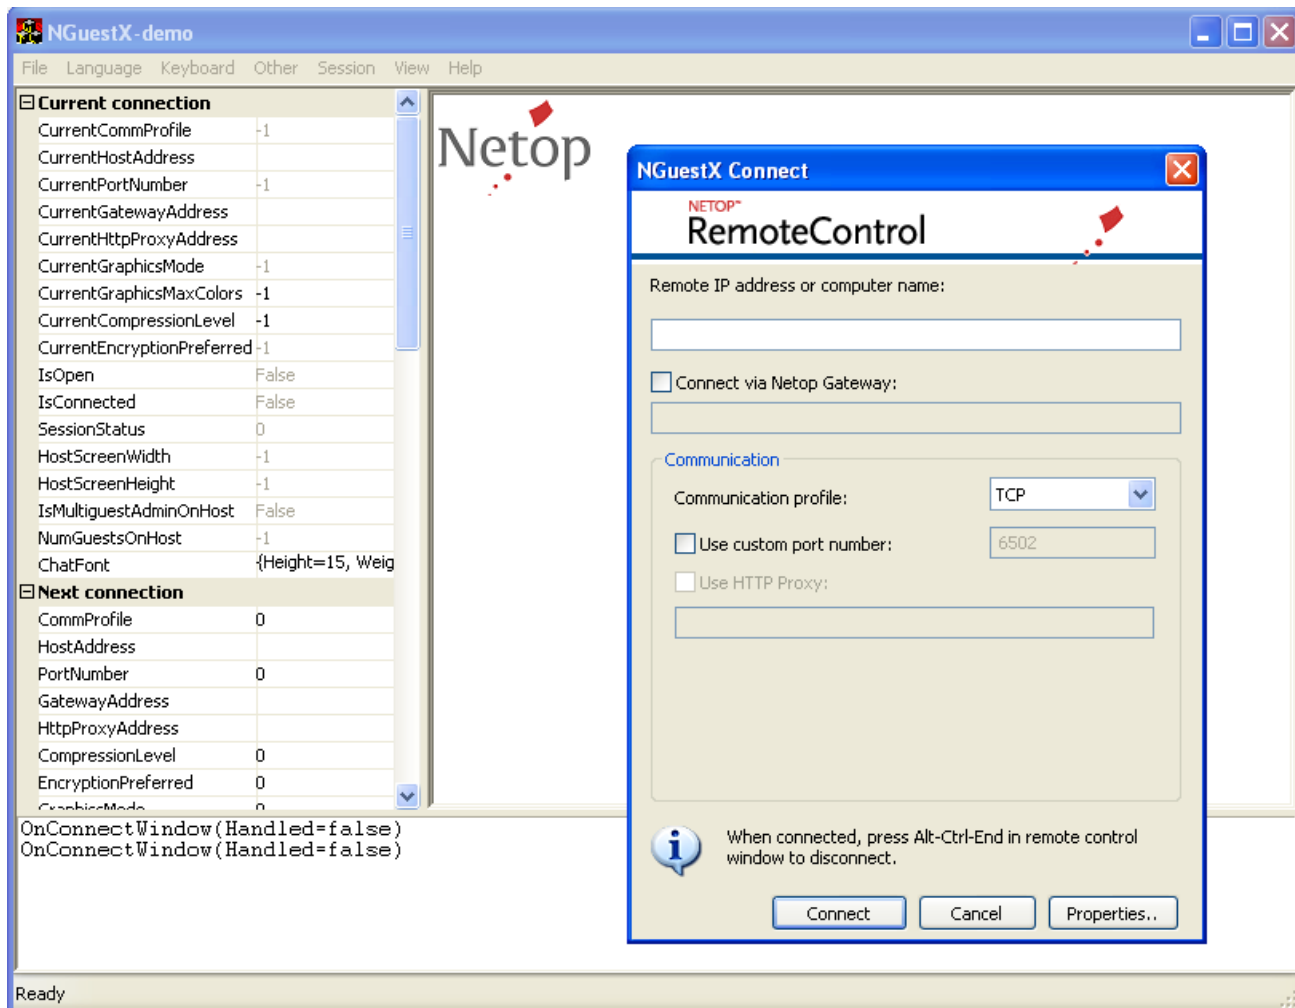 NGuestX-demo
File Language Keyboard Other Session View Help
Current connection
CurrentCommProfile -1
CurrentHostAddress
CurrentPortNumber -1
CurrentGatewayAddress
CurrentHttpProxyAddress
CurrentGraphicsMode -1
CurrentGraphicsMaxColors -1
CurrentCompressionLevel -1
CurrentEncryptionPreferred -1
IsOpen False
IsConnected False
SessionStatus 0
HostScreenWidth -1
HostScreenHeight -1
IsMultiguestAdminOnHost False
NumGuestsOnHost -1
ChatFont {Height=15, Weig
Next connection
CommProfile 0
HostAddress
PortNumber 0
GatewayAddress
HttpProxyAddress
CompressionLevel 0
EncryptionPreferred 0
GraphicsMode 0
Netop
NGuestX Connect
NETOP™
RemoteControl
Remote IP address or computer name:
Connect via Netop Gateway:
Communication
Communication profile: TCP
Use custom port number: 6502
Use HTTP Proxy:
When connected, press Alt-Ctrl-End in remote control
window to disconnect.
Connect Cancel Properties..
OnConnectWindow(Handled=false)
OnConnectWindow(Handled=false)
Ready